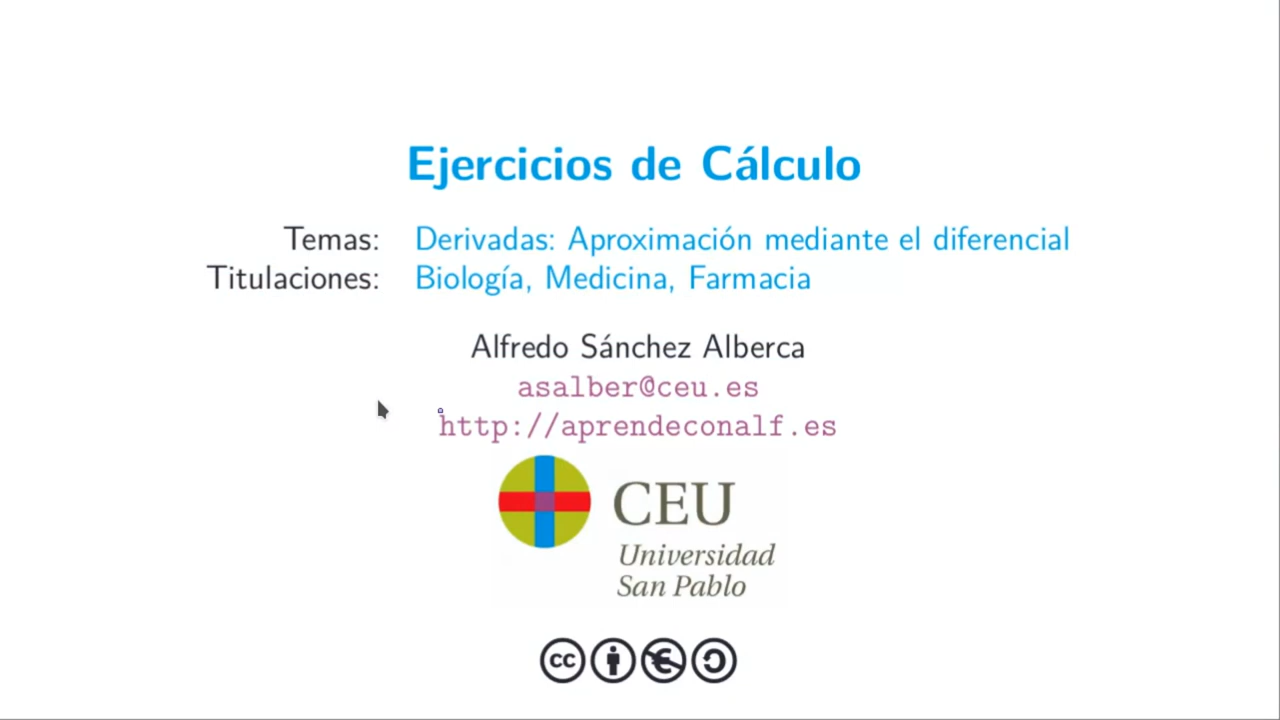 Ejercicios de Cálculo
Temas: Derivadas: Aproximación mediante el diferencial
Titulaciones: Biología, Medicina, Farmacia
Alfredo Sánchez Alberca
asalber@ceu.es
http://aprendeconalf.es
CEU
Universidad
San Pablo
cc